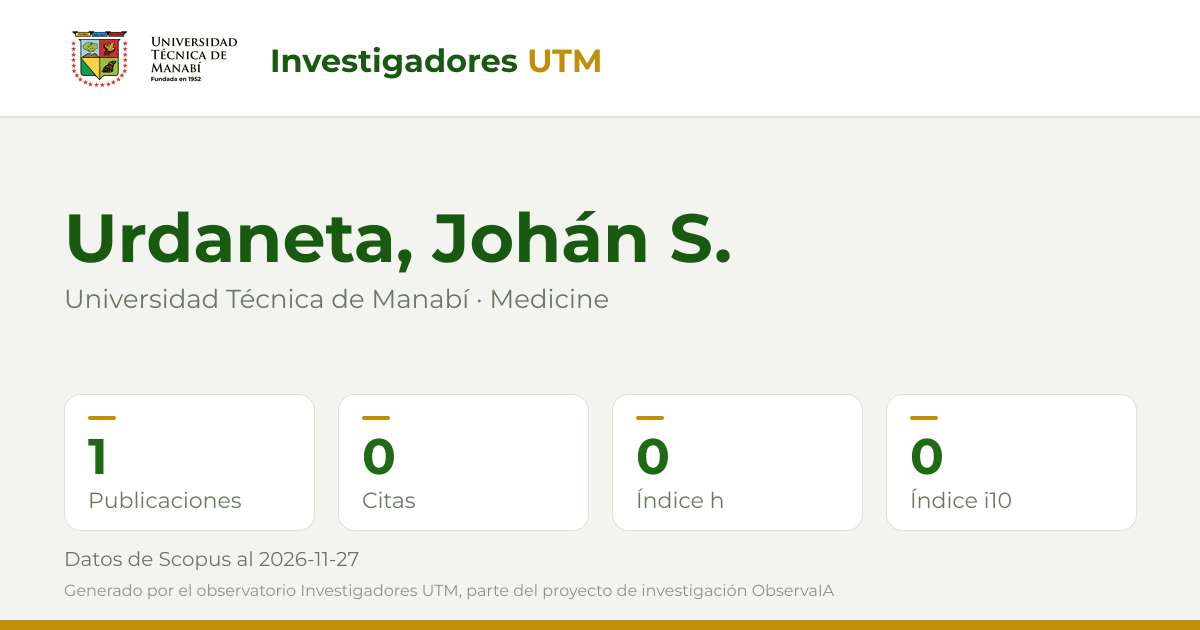 UNIVERSIDAD
TÉCNICA DE
MANABÍ
Fundada en 1952
Investigadores UTM
Urdaneta, Johán S.
Universidad Técnica de Manabí · Medicine
1
Publicaciones
0
Citas
0
Índice h
0
Índice i10
Datos de Scopus al 2026-11-27
Generado por el observatorio Investigadores UTM, parte del proyecto de investigación ObservaIA